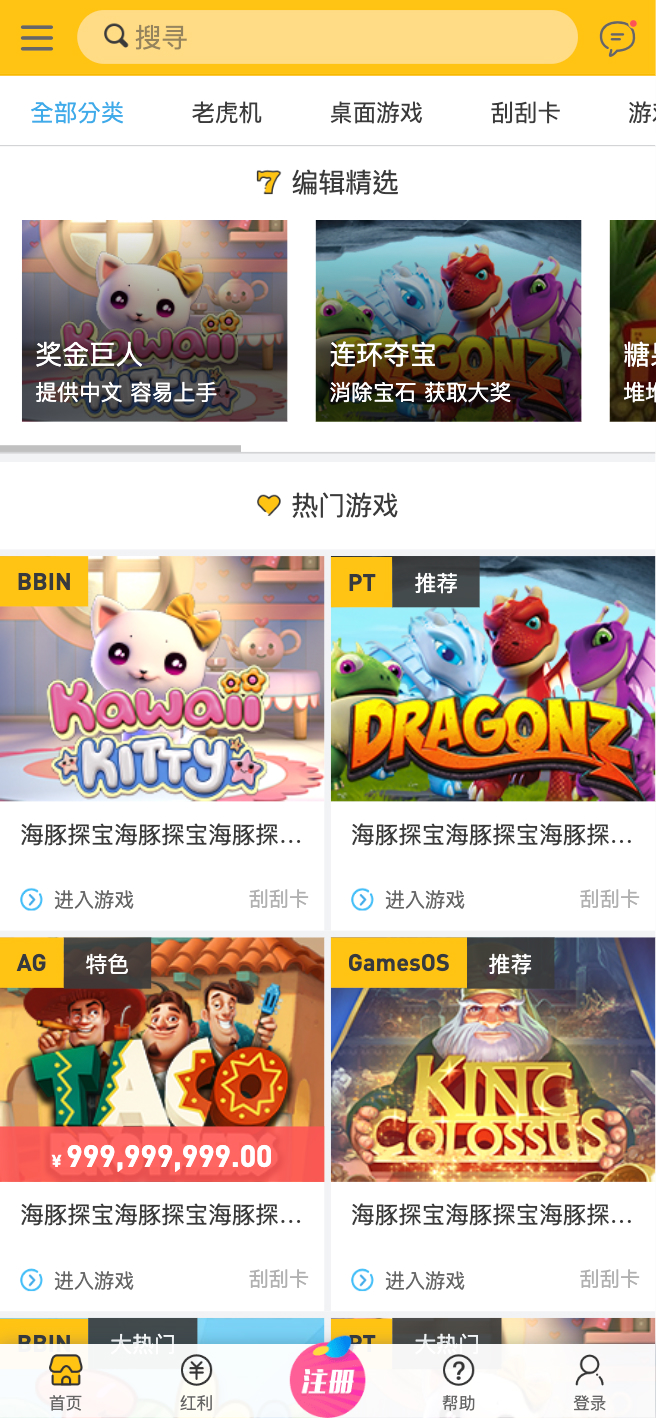 搜寻
全部分类 老虎机 桌面游戏 刮刮卡
编辑精选
Kawaii
KITTY
奖金巨人
提供中文 容易上手
DRAGONZ
连环夺宝
消除宝石 获取大奖
热门游戏
BBIN
Kawaii
KITTY
海豚探宝海豚探宝海豚探...
进入游戏 刮刮卡
PT 推荐
DRAGONZ
海豚探宝海豚探宝海豚探...
进入游戏 刮刮卡
AG 特色
TACO
¥999,999,999.00
海豚探宝海豚探宝海豚探...
进入游戏 刮刮卡
GamesOS 推荐
KING
COLOSSUS
海豚探宝海豚探宝海豚探...
进入游戏 刮刮卡
BBIN 大热门
PT 大热门
首页 红利 注册 帮助 登录